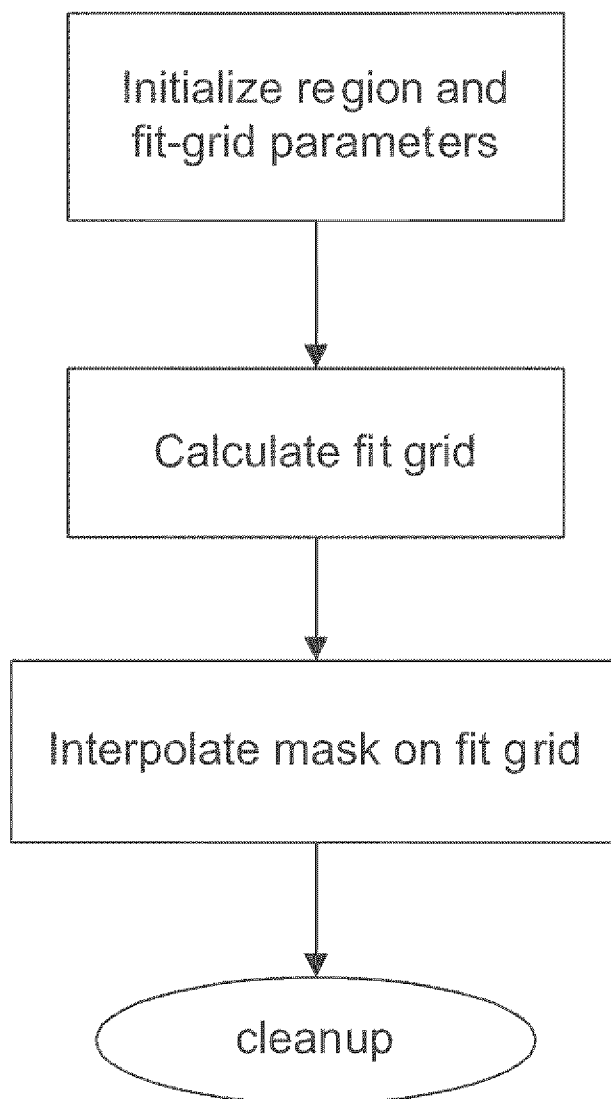 Initialize region and
fit-grid parameters
Calculate fit grid
Interpolate mask on fit grid
cleanup